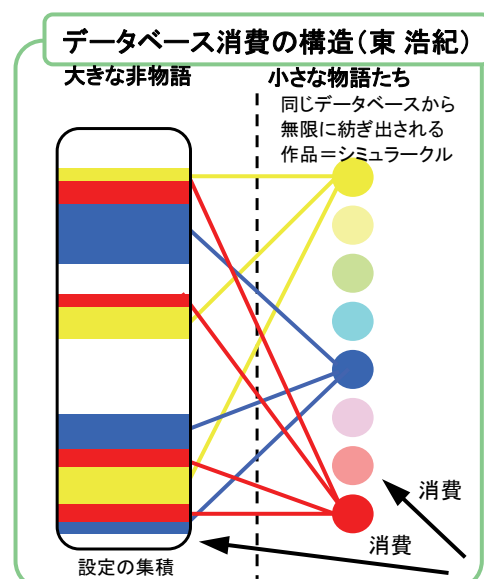 データベース消費の構造(東 浩紀)
大きな非物語
小さな物語たち
同じデータベースから
無限に紡ぎ出される
作品＝シミュラークル
消費
消費
設定の集積